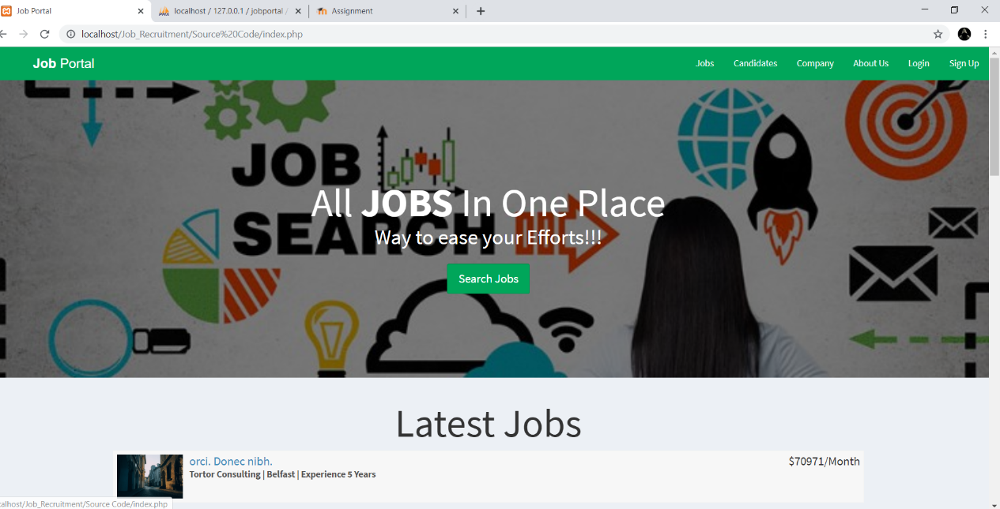 Job Portal
localhost / 127.0.0.1 / jobportal /
Assignment
localhost/Job_Recruitment/Source%20Code/index.php
Job Portal
Jobs
Candidates
Company
About Us
Login
Sign Up
JOB
SEARCH
All JOBS In One Place
Way to ease your Efforts!!!
Search Jobs
Latest Jobs
orci. Donec nibh.
$70971/Month
Tortor Consulting | Belfast | Experience 5 Years
calhost/Job_Recruitment/Source Code/index.php